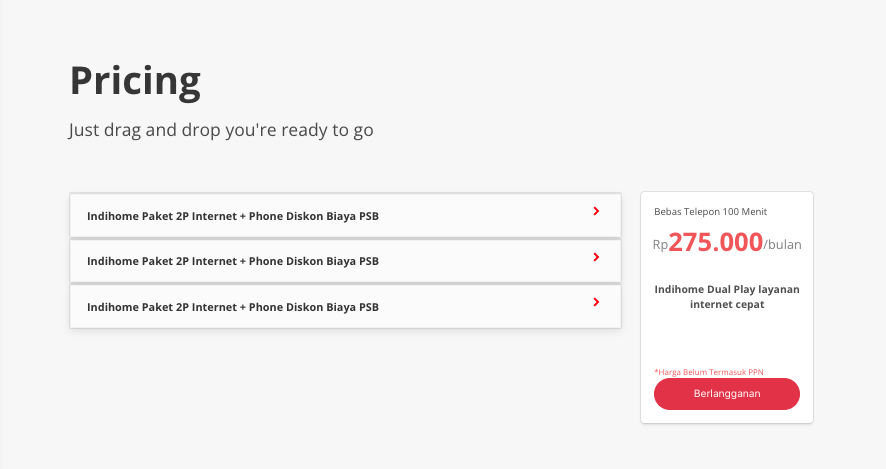 Pricing
Just drag and drop you're ready to go
Indihome Paket 2P Internet + Phone Diskon Biaya PSB
Indihome Paket 2P Internet + Phone Diskon Biaya PSB
Indihome Paket 2P Internet + Phone Diskon Biaya PSB
Bebas Telepon 100 Menit
Rp275.000/bulan
Indihome Dual Play layanan
internet cepat
*Harga Belum Termasuk PPN
Berlangganan